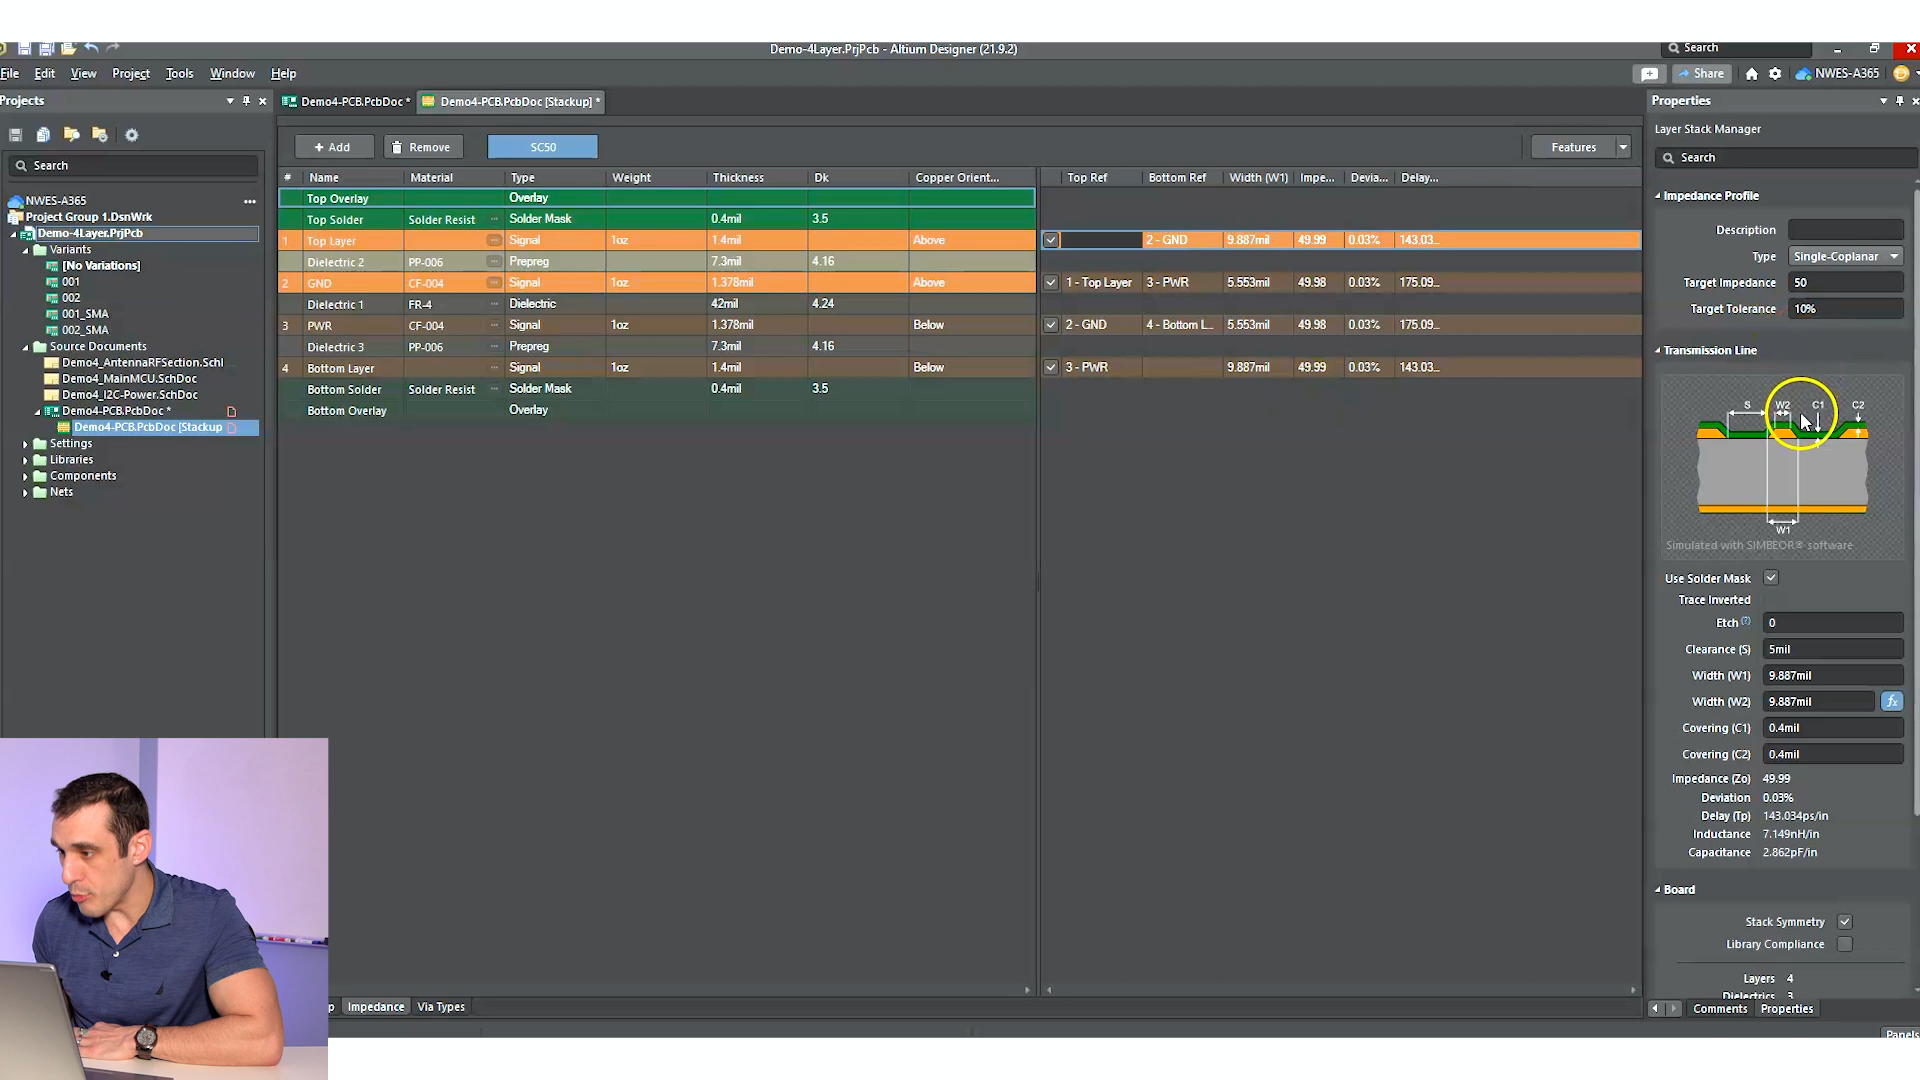 Demo-4Layer.PrjPcb - Altium Designer (21.9.2)
Search
File Edit View Project Tools Window Help
Share
NWES-A365
Projects
Demo4-PCB.PcbDoc *
Demo4-PCB.PcbDoc [Stackup] *
Properties
Layer Stack Manager
Search
+ Add
Remove
SC50
Features
Search
# Name Material Type Weight Thickness Dk Copper Orient...
Top Ref Bottom Ref Width (W1) Impe... Devia... Delay...
Top Overlay Overlay
Top Solder Solder Resist Solder Mask 0.4mil 3.5
1 Top Layer Signal 1oz 1.4mil Above 2 - GND 9.887mil 49.99 0.03% 143.03...
Dielectric 2 PP-006 Prepreg 7.3mil 4.16
2 GND CF-004 Signal 1oz 1.378mil Above 1 - Top Layer 3 - PWR 5.553mil 49.98 0.03% 175.09...
Dielectric 1 FR-4 Dielectric 42mil 4.24
3 PWR CF-004 Signal 1oz 1.378mil Below 2 - GND 4 - Bottom L... 5.553mil 49.98 0.03% 175.09...
Dielectric 3 PP-006 Prepreg 7.3mil 4.16
4 Bottom Layer Signal 1oz 1.4mil Below 3 - PWR 9.887mil 49.99 0.03% 143.03...
Bottom Solder Solder Resist Solder Mask 0.4mil 3.5
Bottom Overlay Overlay
NWES-A365
Project Group 1.DsnWrk
Demo-4Layer.PrjPcb
Variants
[No Variations]
001
002
001_SMA
002_SMA
Source Documents
Demo4_AntennaRFSection.SchI
Demo4_MainMCU.SchDoc
Demo4_I2C-Power.SchDoc
Demo4-PCB.PcbDoc *
Demo4-PCB.PcbDoc [Stackup
Settings
Libraries
Components
Nets
Impedance Profile
Description
Type Single-Coplanar
Target Impedance 50
Target Tolerance 10%
Transmission Line
S W2 C1 C2
W1
Simulated with SIMBEOR® software
Use Solder Mask
Trace Inverted
Etch (?) 0
Clearance (S) 5mil
Width (W1) 9.887mil
Width (W2) 9.887mil fx
Covering (C1) 0.4mil
Covering (C2) 0.4mil
Impedance (Zo) 49.99
Deviation 0.03%
Delay (Tp) 143.034ps/in
Inductance 7.149nH/in
Capacitance 2.862pF/in
Board
Stack Symmetry
Library Compliance
Layers 4
Dielectrics 3
p Impedance Via Types
Comments Properties
Panels